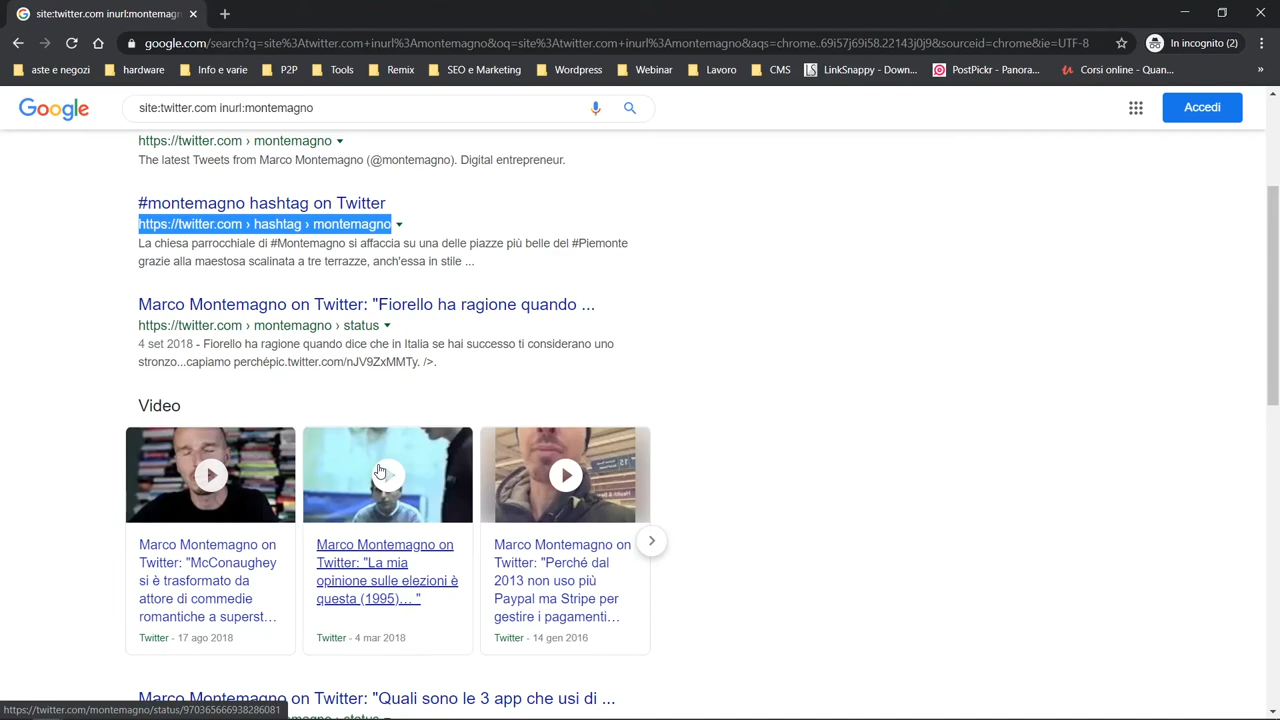 site:twitter.com inurl:montemagn
google.com/search?q=site%3Atwitter.com+inurl%3Amontemagno&oq=site%3Atwitter.com+inurl%3Amontemagno&aqs=chrome..69i57j69i58.22143j0j9&sourceid=chrome&ie=UTF-8
In incognito (2)
aste e negozi
hardware
Info e varie
P2P
Tools
Remix
SEO e Marketing
Wordpress
Webinar
Lavoro
CMS
LinkSnappy - Down...
PostPickr - Panora...
Corsi online - Quan...
Google
site:twitter.com inurl:montemagno
Accedi
https://twitter.com › montemagno
The latest Tweets from Marco Montemagno (@montemagno). Digital entrepreneur.
#montemagno hashtag on Twitter
https://twitter.com › hashtag › montemagno
La chiesa parrocchiale di #Montemagno si affaccia su una delle piazze più belle del #Piemonte
grazie alla maestosa scalinata a tre terrazze, anch'essa in stile ...
Marco Montemagno on Twitter: "Fiorello ha ragione quando ...
https://twitter.com › montemagno › status
4 set 2018 - Fiorello ha ragione quando dice che in Italia se hai successo ti considerano uno
stronzo...capiamo perchépic.twitter.com/nJV9ZxMMTy. />.
Video
Marco Montemagno on
Twitter: "McConaughey
si è trasformato da
attore di commedie
romantiche a superst…
Twitter - 17 ago 2018
Marco Montemagno on
Twitter: "La mia
opinione sulle elezioni è
questa (1995)… "
Twitter - 4 mar 2018
Marco Montemagno on
Twitter: "Perché dal
2013 non uso più
Paypal ma Stripe per
gestire i pagamenti…
Twitter - 14 gen 2016
Marco Montemagno on Twitter: "Quali sono le 3 app che usi di ...
https://twitter.com/montemagno/status/970365666938286081